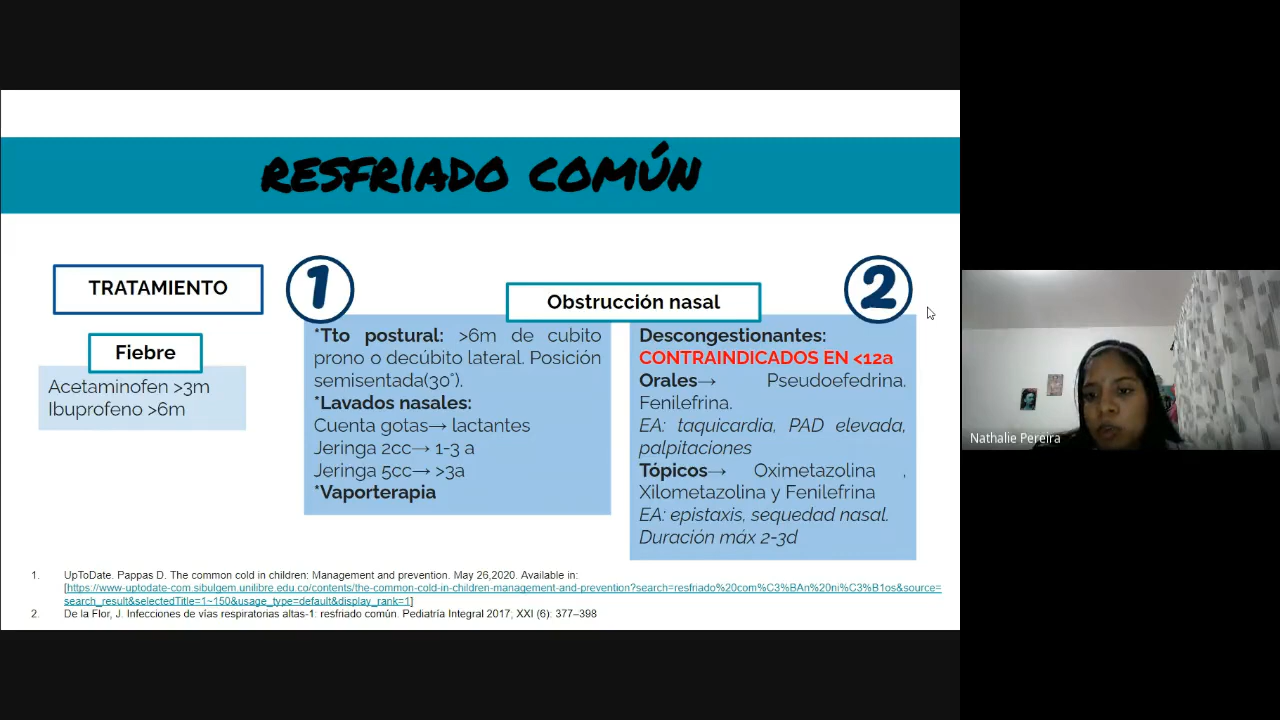 RESFRIADO COMÚN
TRATAMIENTO
Fiebre
Acetaminofen >3m
Ibuprofeno >6m
1
Obstrucción nasal
2
*Tto postural: >6m de cubito
prono o decúbito lateral. Posición
semisentada(30°).
*Lavados nasales:
Cuenta gotas→ lactantes
Jeringa 2cc→ 1-3 a
Jeringa 5cc→ >3a
*Vaporterapia
Descongestionantes:
CONTRAINDICADOS EN <12a
Orales→ Pseudoefedrina.
Fenilefrina.
EA: taquicardia, PAD elevada,
palpitaciones
Tópicos→ Oximetazolina ,
Xilometazolina y Fenilefrina
EA: epistaxis, sequedad nasal.
Duración máx 2-3d
1. UpToDate. Pappas D. The common cold in children: Management and prevention. May 26,2020. Available in:
[https://www-uptodate-com.sibulgem.unilibre.edu.co/contents/the-common-cold-in-children-management-and-prevention?search=resfriado%20com%C3%BAn%20ni%C3%B1os&source=
search_result&selectedTitle=1~150&usage_type=default&display_rank=1]
2. De la Flor, J. Infecciones de vías respiratorias altas-1: resfriado común. Pediatría Integral 2017; XXI (6): 377–398
Nathalie Pereira